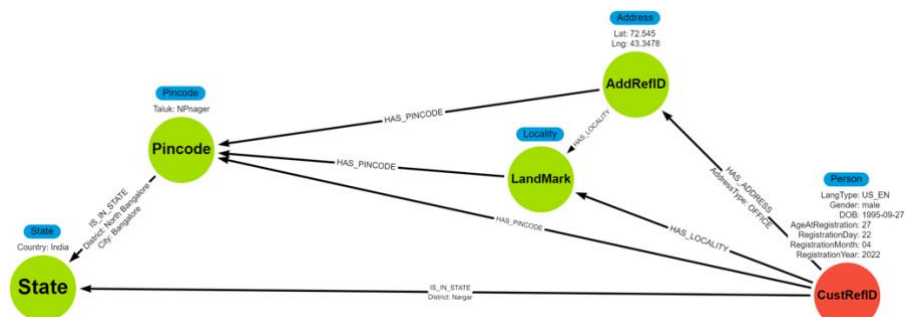 Address
Lat: 72.545
Lng: 43.3478
AddRefID
Pincode
Taluk: NPnager
Pincode
HAS_PINCODE
HAS_LOCALITY
Locality
LandMark
HAS_PINCODE
HAS_PINCODE
HAS_ADDRESS
AddressType: OFFICE
HAS_LOCALITY
Person
LangType: US_EN
Gender: male
DOB: 1995-09-27
AgeAtRegistration: 27
RegistrationDay: 22
RegistrationMonth: 04
RegistrationYear: 2022
CustRefID
IS_IN_STATE
District: North Bangelore
City: Bangalore
State
Country: India
State
IS_IN_STATE
District: Nargar